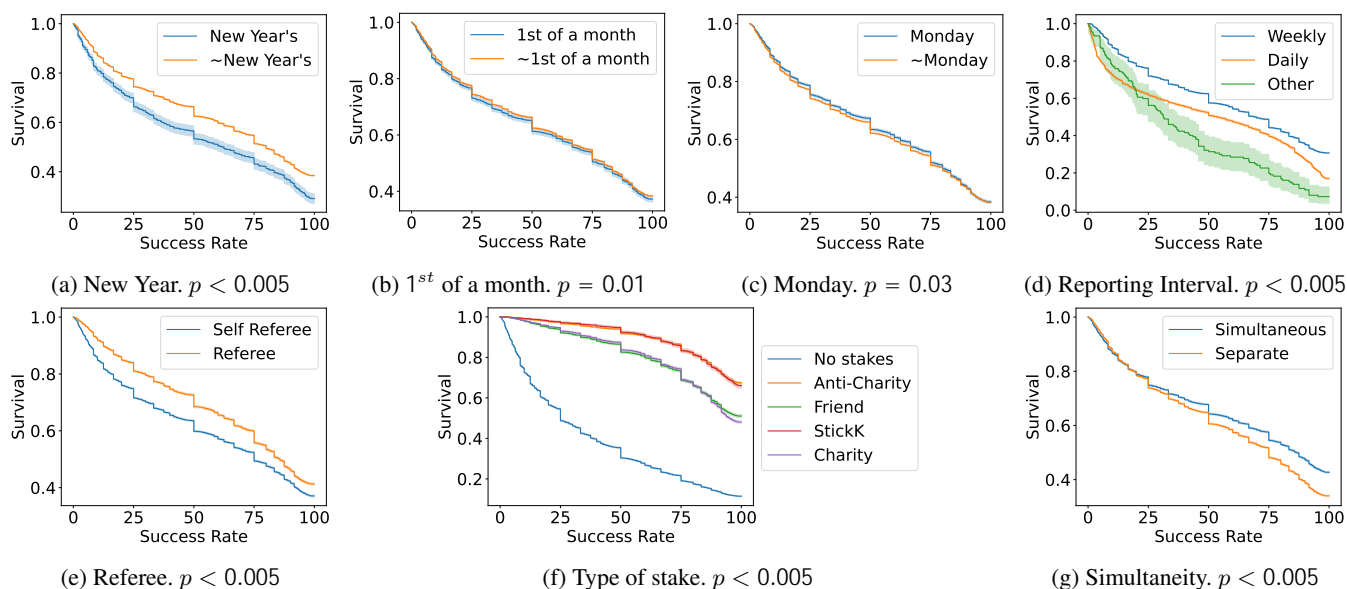 1.0
0.8
0.6
0.4
Survival
New Year's
~New Year's
0 25 50 75 100
Success Rate
(a) New Year. p < 0.005
1.0
0.8
0.6
0.4
Survival
1st of a month
~1st of a month
0 25 50 75 100
Success Rate
(b) 1st of a month. p = 0.01
1.0
0.8
0.6
0.4
Survival
Monday
~Monday
0 25 50 75 100
Success Rate
(c) Monday. p = 0.03
1.0
0.8
0.6
0.4
0.2
0.0
Survival
Weekly
Daily
Other
0 25 50 75 100
Success Rate
(d) Reporting Interval. p < 0.005
1.0
0.8
0.6
0.4
Survival
Self Referee
Referee
0 25 50 75 100
Success Rate
(e) Referee. p < 0.005
1.0
0.8
0.6
0.4
0.2
Survival
No stakes
Anti-Charity
Friend
StickK
Charity
0 25 50 75 100
Success Rate
(f) Type of stake. p < 0.005
1.0
0.8
0.6
0.4
Survival
Simultaneous
Separate
0 25 50 75 100
Success Rate
(g) Simultaneity. p < 0.005